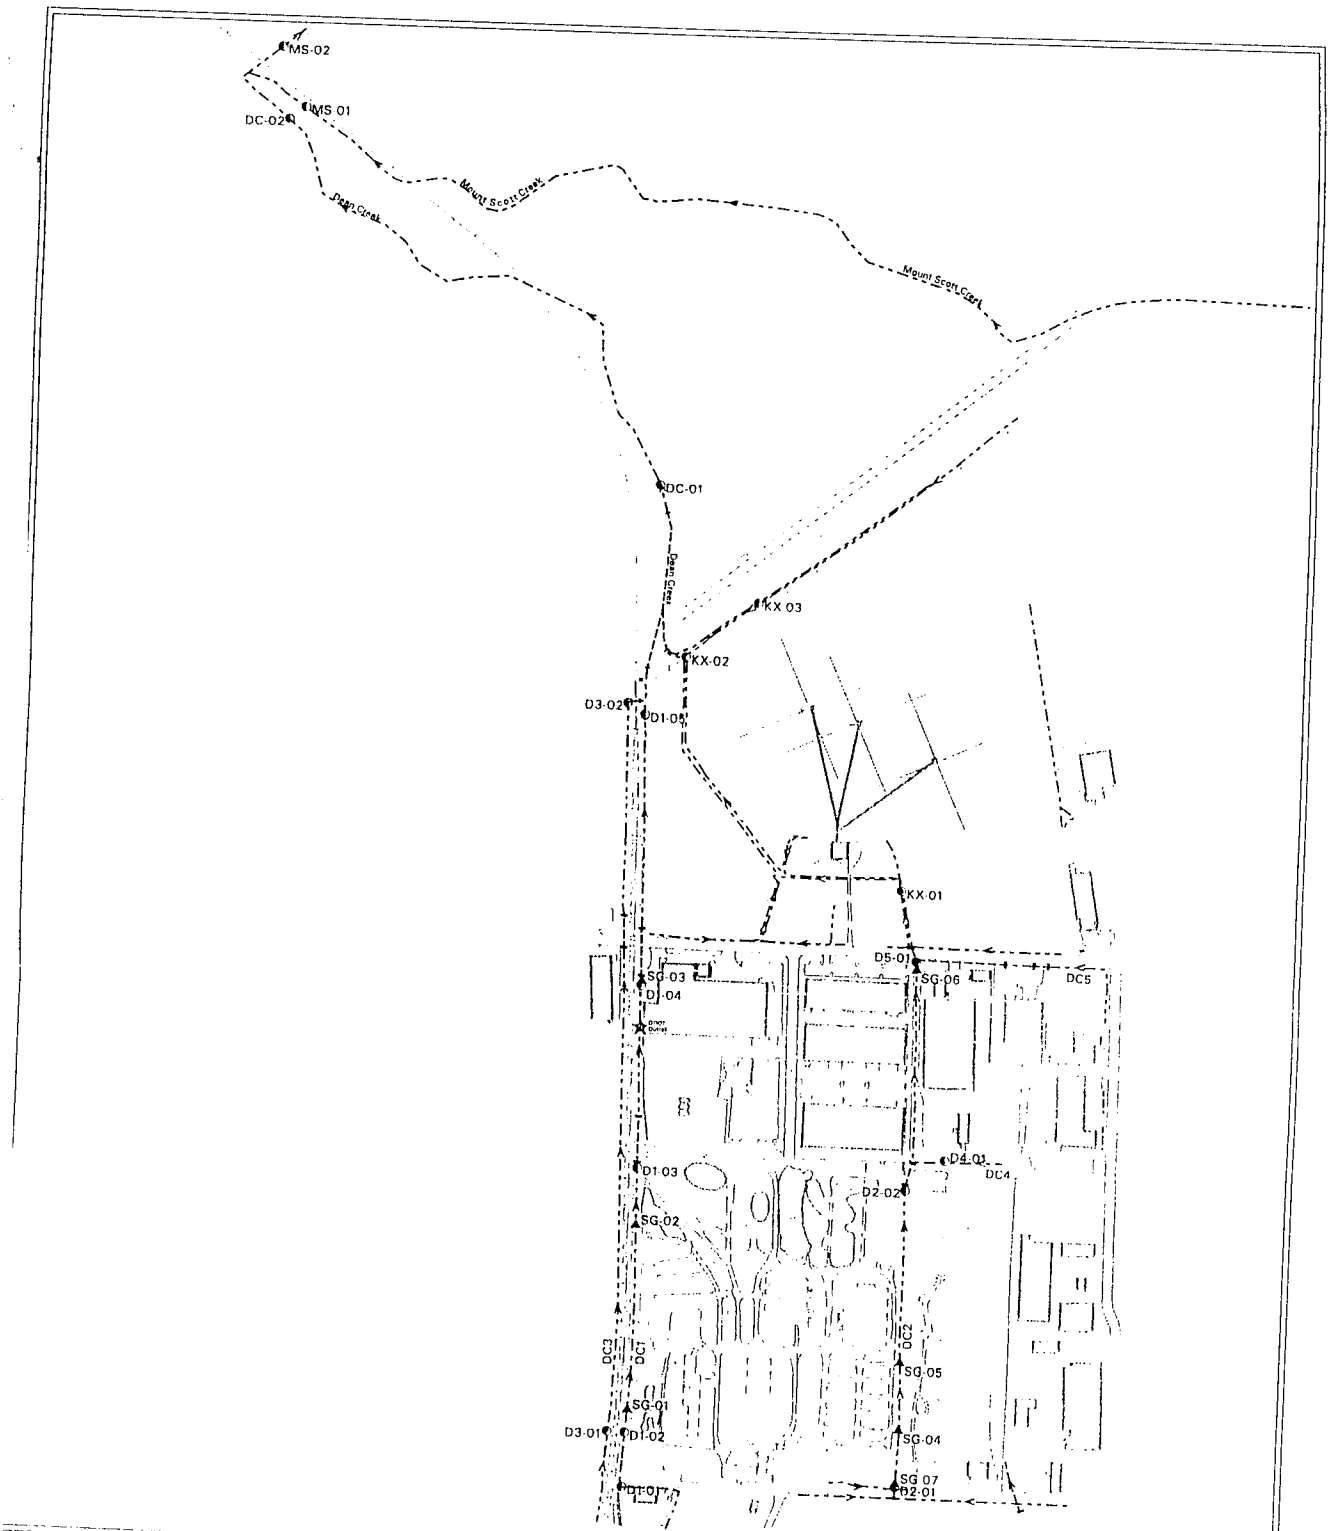 MS-02
MS 01
DC-02
Mount Scott Creek
Dean Creek
Mount Scott Creek
DC-01
Dean Creek
KX 03
KX-02
D3-02
D1-05
KX-01
D5-01
SG-03
SG-06
DC5
D1-04
D4-01
D1-03
DC4
D2-02
SG-02
DC3
DC1
DC2
SG-05
SG-01
D3-01
D1-02
SG-04
SG 07
D1-01
D2-01